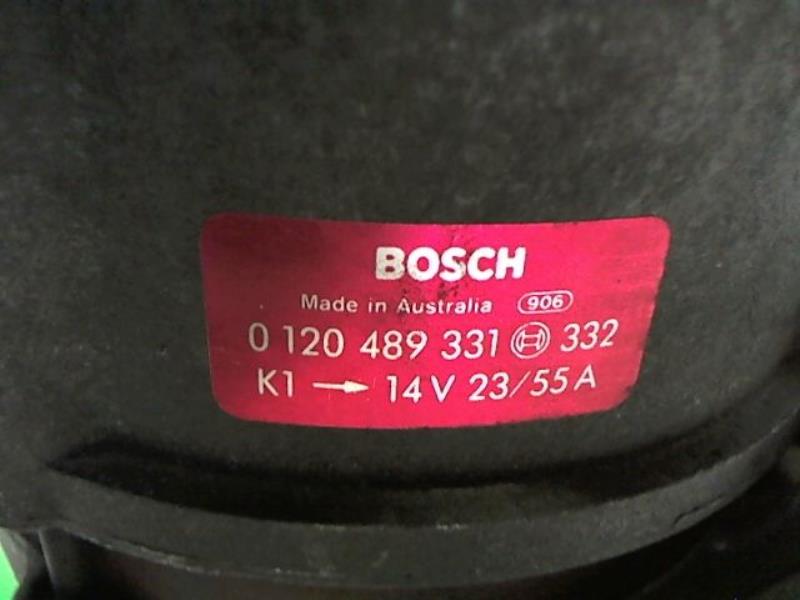 BOSCH
Made in Australia 906
0 120 489 331 332
K1 → 14V 23/55A